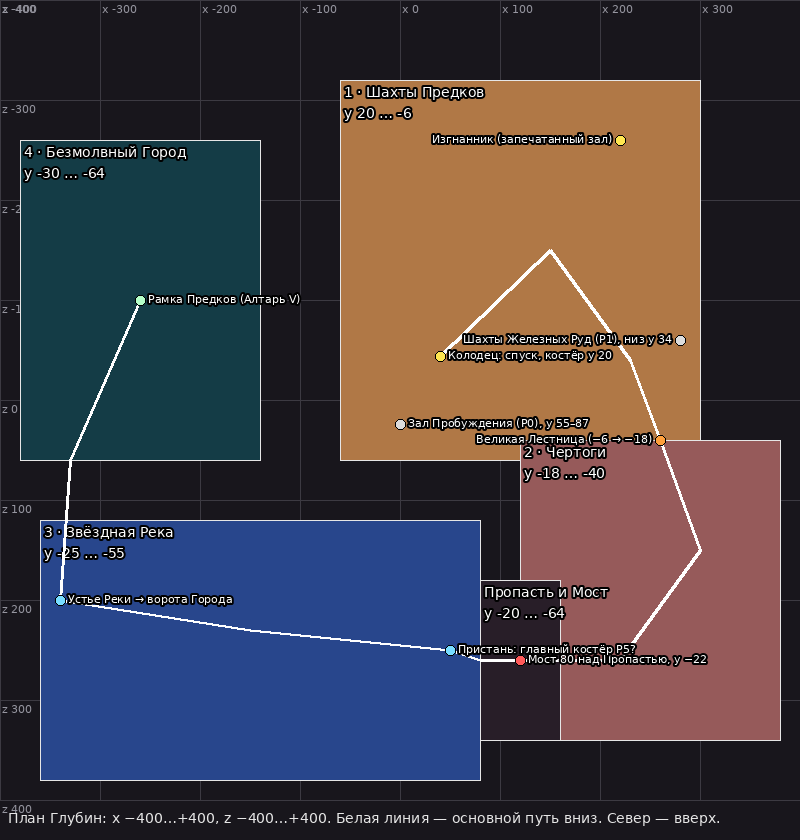 z -400
x -300
x -200
x -100
x 0
x 100
x 200
x 300
1 · Шахты Предков
y 20 … -6
z -300
Изгнанник (запечатанный зал)
4 · Безмолвный Город
y -30 … -64
z -2
Рамка Предков (Алтарь V)
z -1
Шахты Железных Руд (P1), низ y 34
Колодец: спуск, костёр y 20
z 0
Зал Пробуждения (P0), y 55–87
Великая Лестница (−6 → −18)
2 · Чертоги
y -18 … -40
z 100
3 · Звёздная Река
y -25 … -55
Пропасть и Мост
y -20 … -64
Устье Реки → ворота Города
z 200
Пристань: главный костёр P5?
Мост 80 над Пропастью, y −22
z 300
z 400
План Глубин: x −400…+400, z −400…+400. Белая линия — основной путь вниз. Север — вверх.